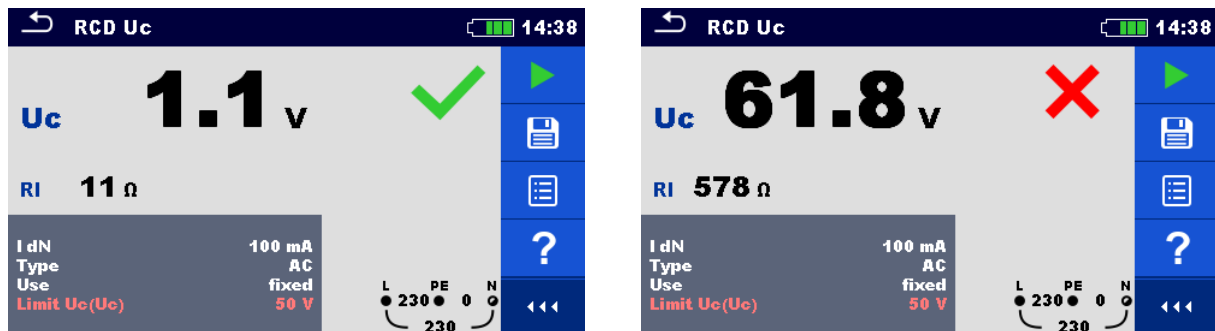 RCD Uc 14:38
Uc 1.1 V
RI 11 Ω
I dN 100 mA
Type AC
Use fixed
Limit Uc(Uc) 50 V
L PE N
230 0
230
?
RCD Uc 14:38
Uc 61.8 V
RI 578 Ω
I dN 100 mA
Type AC
Use fixed
Limit Uc(Uc) 50 V
L PE N
230 0
230
?